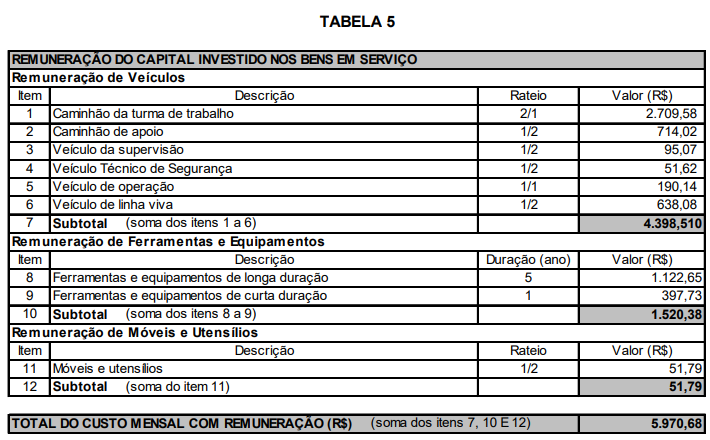 TABELA 5
REMUNERAÇÃO DO CAPITAL INVESTIDO NOS BENS EM SERVIÇO
Remuneração de Veículos
Item Descrição Rateio Valor (R$)
1 Caminhão da turma de trabalho 2/1 2.709,58
2 Caminhão de apoio 1/2 714,02
3 Veículo da supervisão 1/2 95,07
4 Veículo Técnico de Segurança 1/2 51,62
5 Veículo de operação 1/1 190,14
6 Veículo de linha viva 1/2 638,08
7 Subtotal (soma dos itens 1 a 6) 4.398,510
Remuneração de Ferramentas e Equipamentos
Item Descrição Duração (ano) Valor (R$)
8 Ferramentas e equipamentos de longa duração 5 1.122,65
9 Ferramentas e equipamentos de curta duração 1 397,73
10 Subtotal (soma dos itens 8 a 9) 1.520,38
Remuneração de Móveis e Utensílios
Item Descrição Rateio Valor (R$)
11 Móveis e utensílios 1/2 51,79
12 Subtotal (soma do item 11) 51,79
TOTAL DO CUSTO MENSAL COM REMUNERAÇÃO (R$) (soma dos itens 7, 10 E 12) 5.970,68